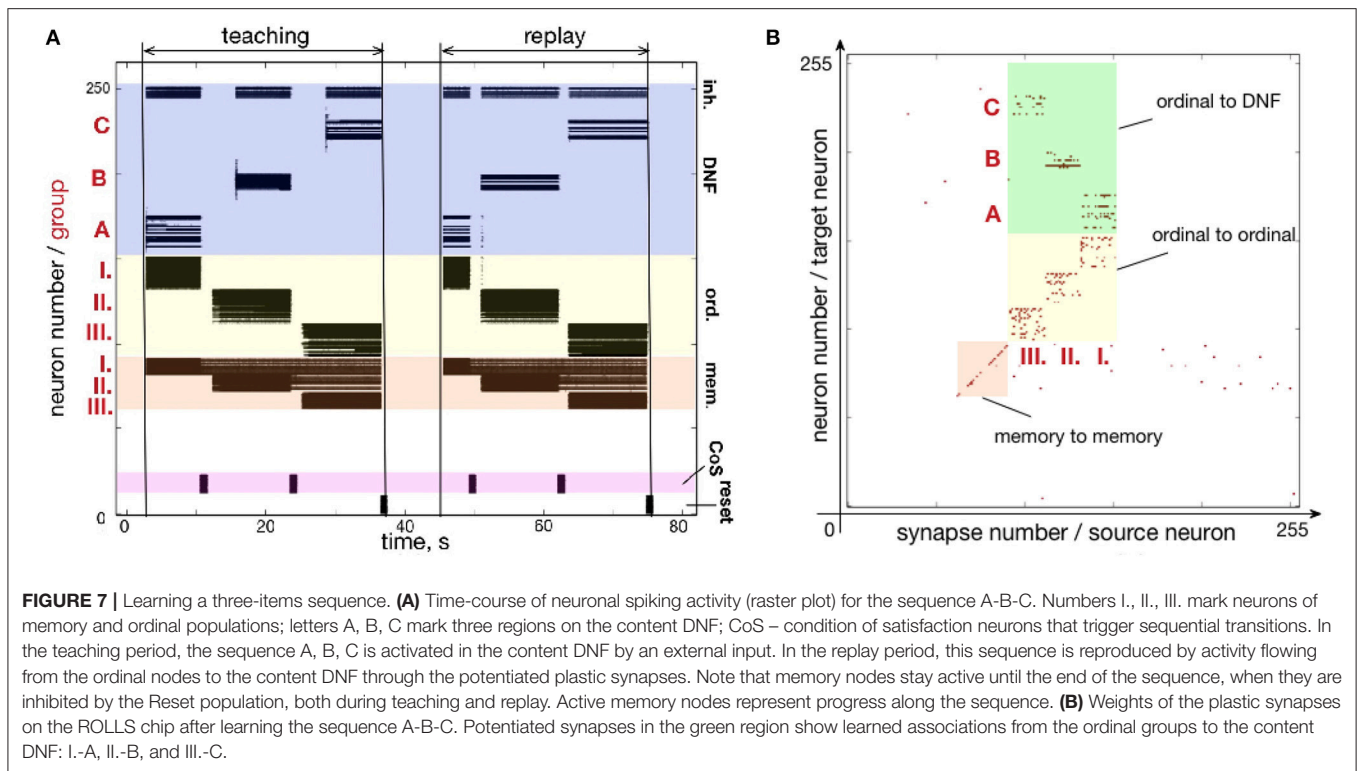 A
teaching
replay
250
C
B
A
I.
II.
III.
I.
II.
III.
0
neuron number / group
inh.
DNF
ord.
mem.
CoS
reset
0
20
40
60
80
time, s
B
255
C
B
A
ordinal to DNF
ordinal to ordinal
III. II. I.
memory to memory
neuron number / target neuron
0
255
synapse number / source neuron
FIGURE 7 | Learning a three-items sequence. (A) Time-course of neuronal spiking activity (raster plot) for the sequence A-B-C. Numbers I., II., III. mark neurons of
memory and ordinal populations; letters A, B, C mark three regions on the content DNF; CoS – condition of satisfaction neurons that trigger sequential transitions. In
the teaching period, the sequence A, B, C is activated in the content DNF by an external input. In the replay period, this sequence is reproduced by activity flowing
from the ordinal nodes to the content DNF through the potentiated plastic synapses. Note that memory nodes stay active until the end of the sequence, when they are
inhibited by the Reset population, both during teaching and replay. Active memory nodes represent progress along the sequence. (B) Weights of the plastic synapses
on the ROLLS chip after learning the sequence A-B-C. Potentiated synapses in the green region show learned associations from the ordinal groups to the content
DNF: I.-A, II.-B, and III.-C.